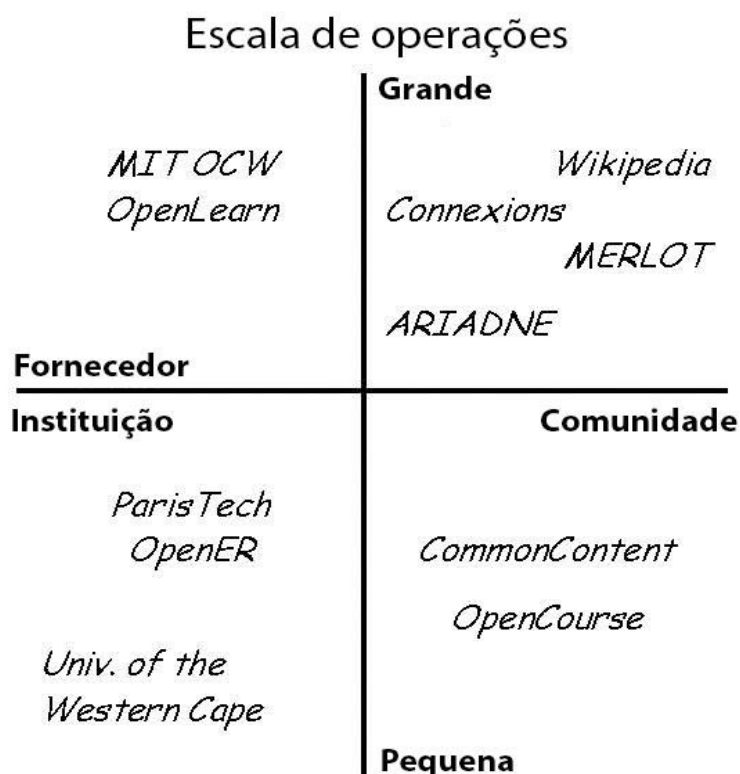 Escala de operações
Grande
MIT OCW
OpenLearn
Wikipedia
Connexions
MERLOT
ARIADNE
Fornecedor
Instituição
Comunidade
ParisTech
OpenER
CommonContent
OpenCourse
Univ. of the
Western Cape
Pequena